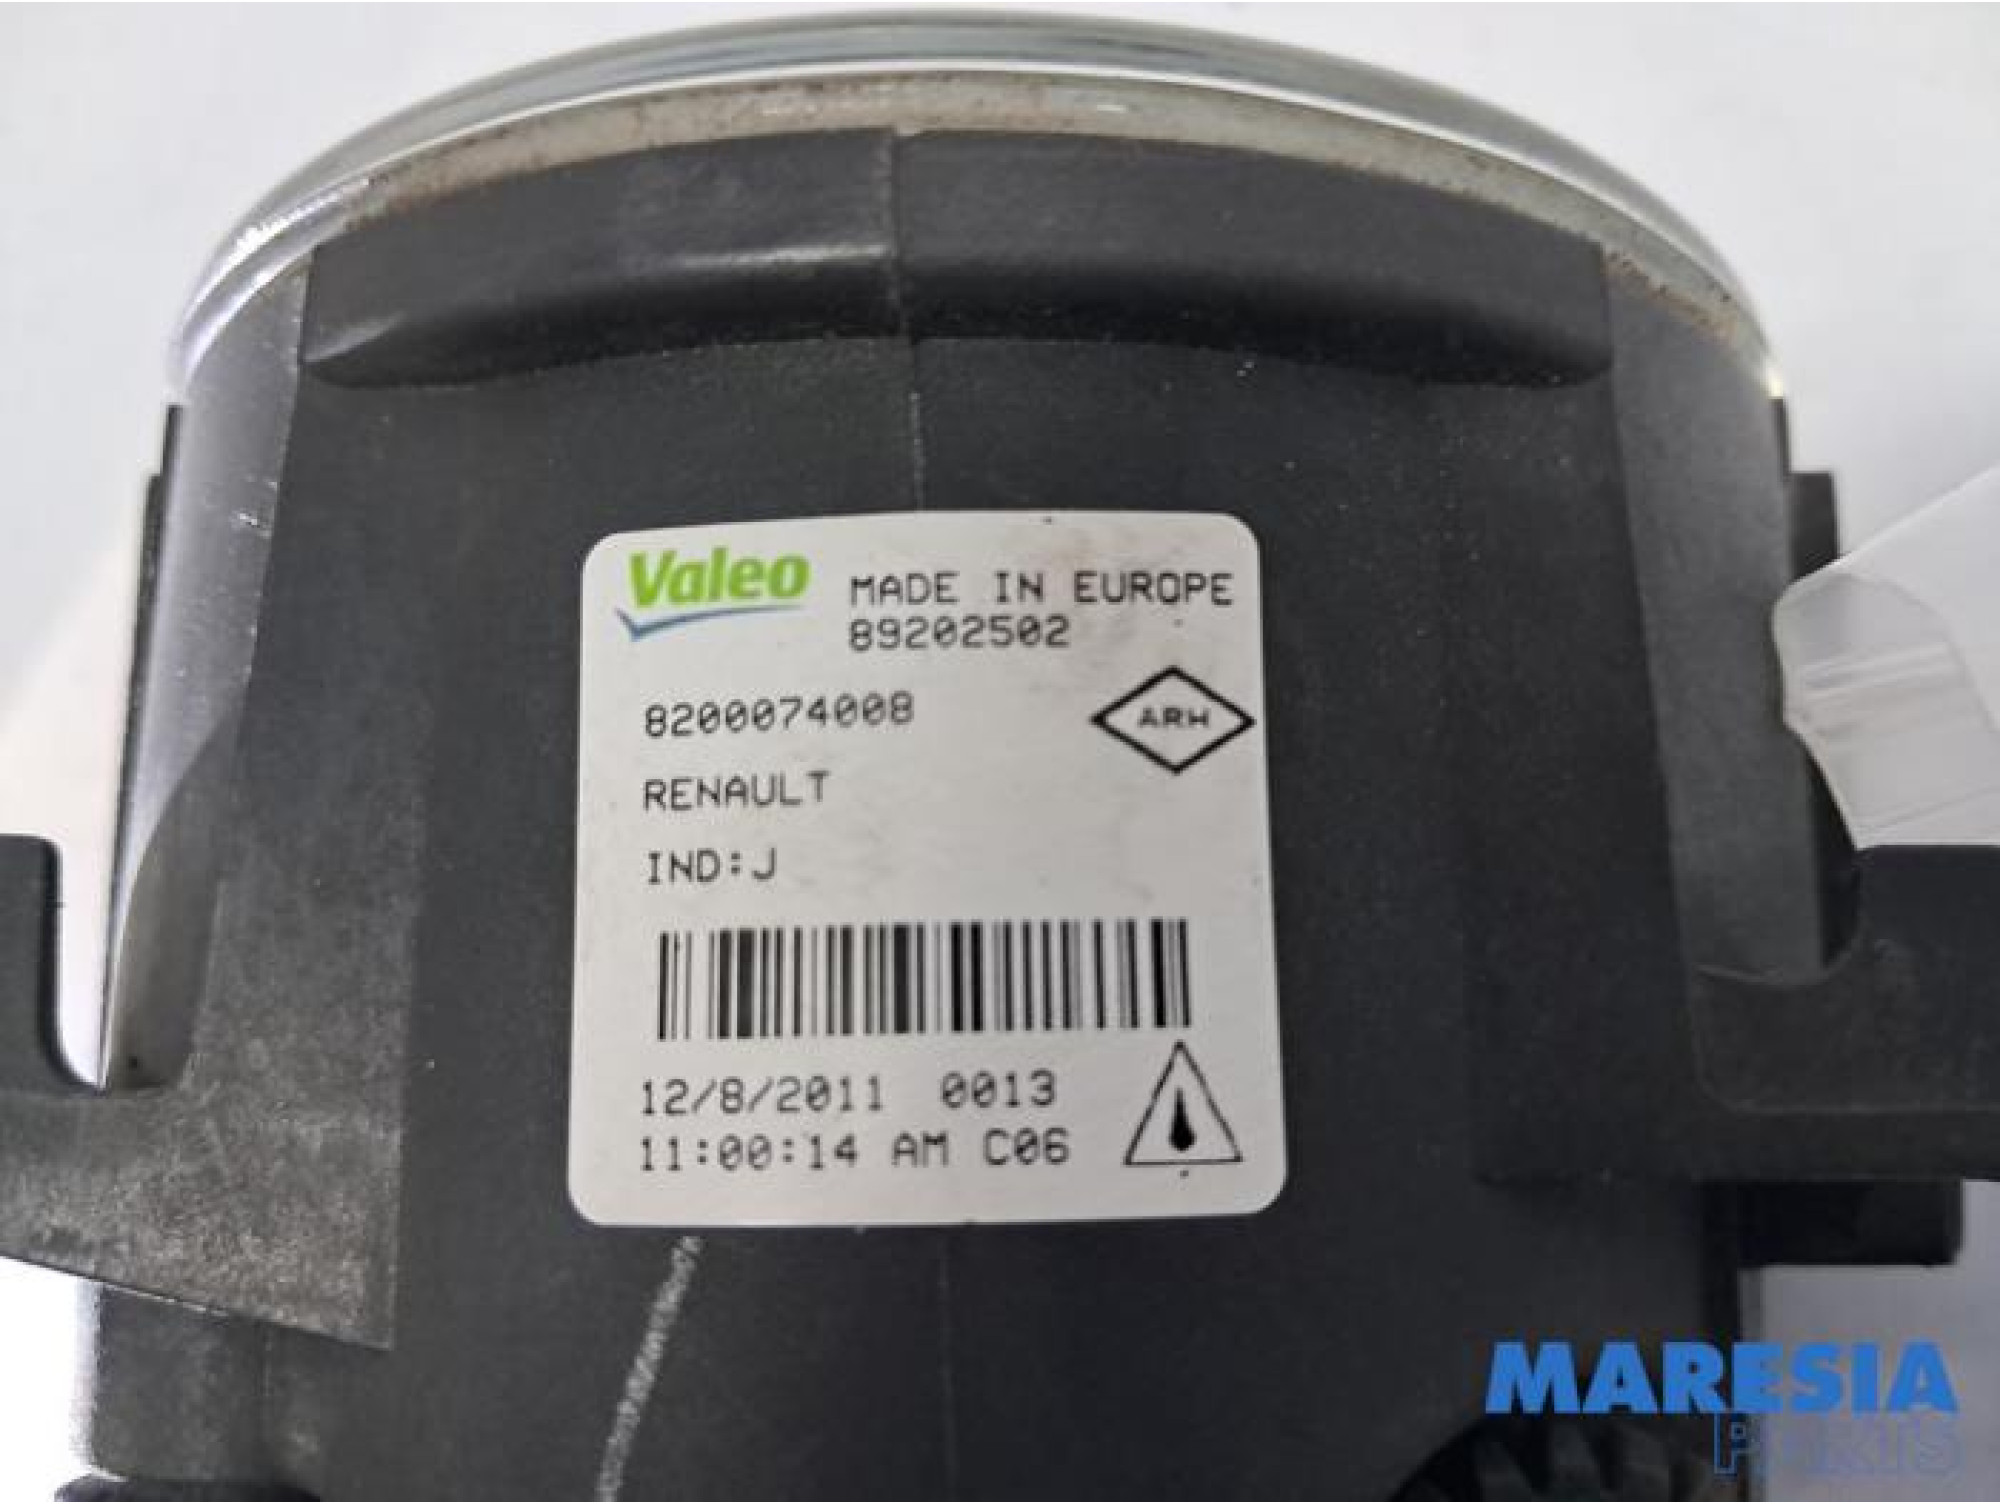 Valeo MADE IN EUROPE
89202502
8200074008
ARH
RENAULT
IND:J
12/8/2011 0013
11:00:14 AM C06
MARESIA
PARTS